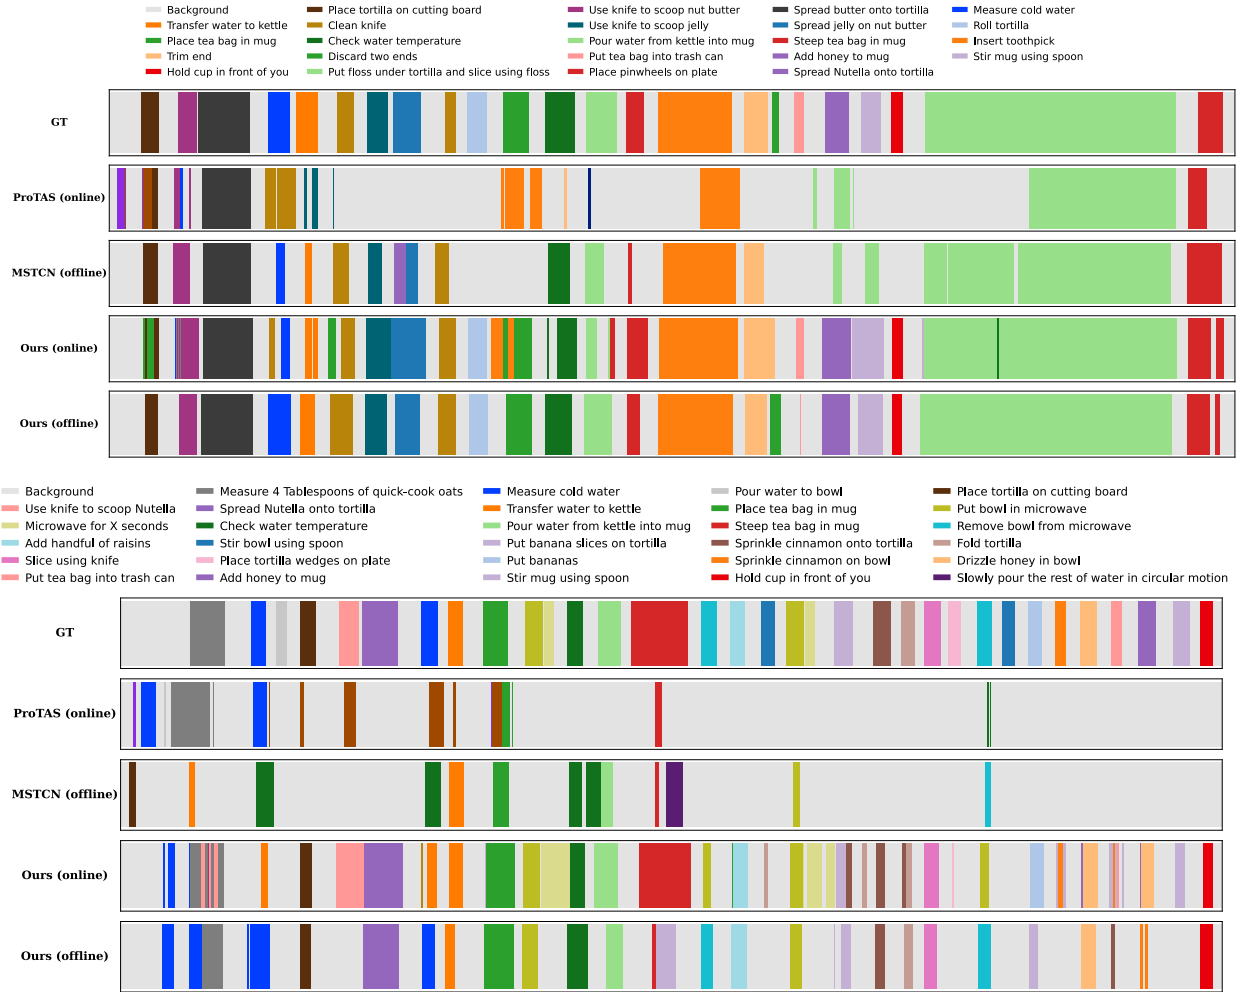 Background Place tortilla on cutting board Use knife to scoop nut butter Spread butter onto tortilla Measure cold water
Transfer water to kettle Clean knife Use knife to scoop jelly Spread jelly on nut butter Roll tortilla
Place tea bag in mug Check water temperature Pour water from kettle into mug Steep tea bag in mug Insert toothpick
Trim end Discard two ends Put tea bag into trash can Add honey to mug Stir mug using spoon
Hold cup in front of you Put floss under tortilla and slice using floss Place pinwheels on plate Spread Nutella onto tortilla
GT
ProTAS (online)
MSTCN (offline)
Ours (online)
Ours (offline)
Background Measure 4 Tablespoons of quick-cook oats Measure cold water Pour water to bowl Place tortilla on cutting board
Use knife to scoop Nutella Spread Nutella onto tortilla Transfer water to kettle Place tea bag in mug Put bowl in microwave
Microwave for X seconds Check water temperature Pour water from kettle into mug Steep tea bag in mug Remove bowl from microwave
Add handful of raisins Stir bowl using spoon Put banana slices on tortilla Sprinkle cinnamon onto tortilla Fold tortilla
Slice using knife Place tortilla wedges on plate Put bananas Sprinkle cinnamon on bowl Drizzle honey in bowl
Put tea bag into trash can Add honey to mug Stir mug using spoon Hold cup in front of you Slowly pour the rest of water in circular motion
GT
ProTAS (online)
MSTCN (offline)
Ours (online)
Ours (offline)